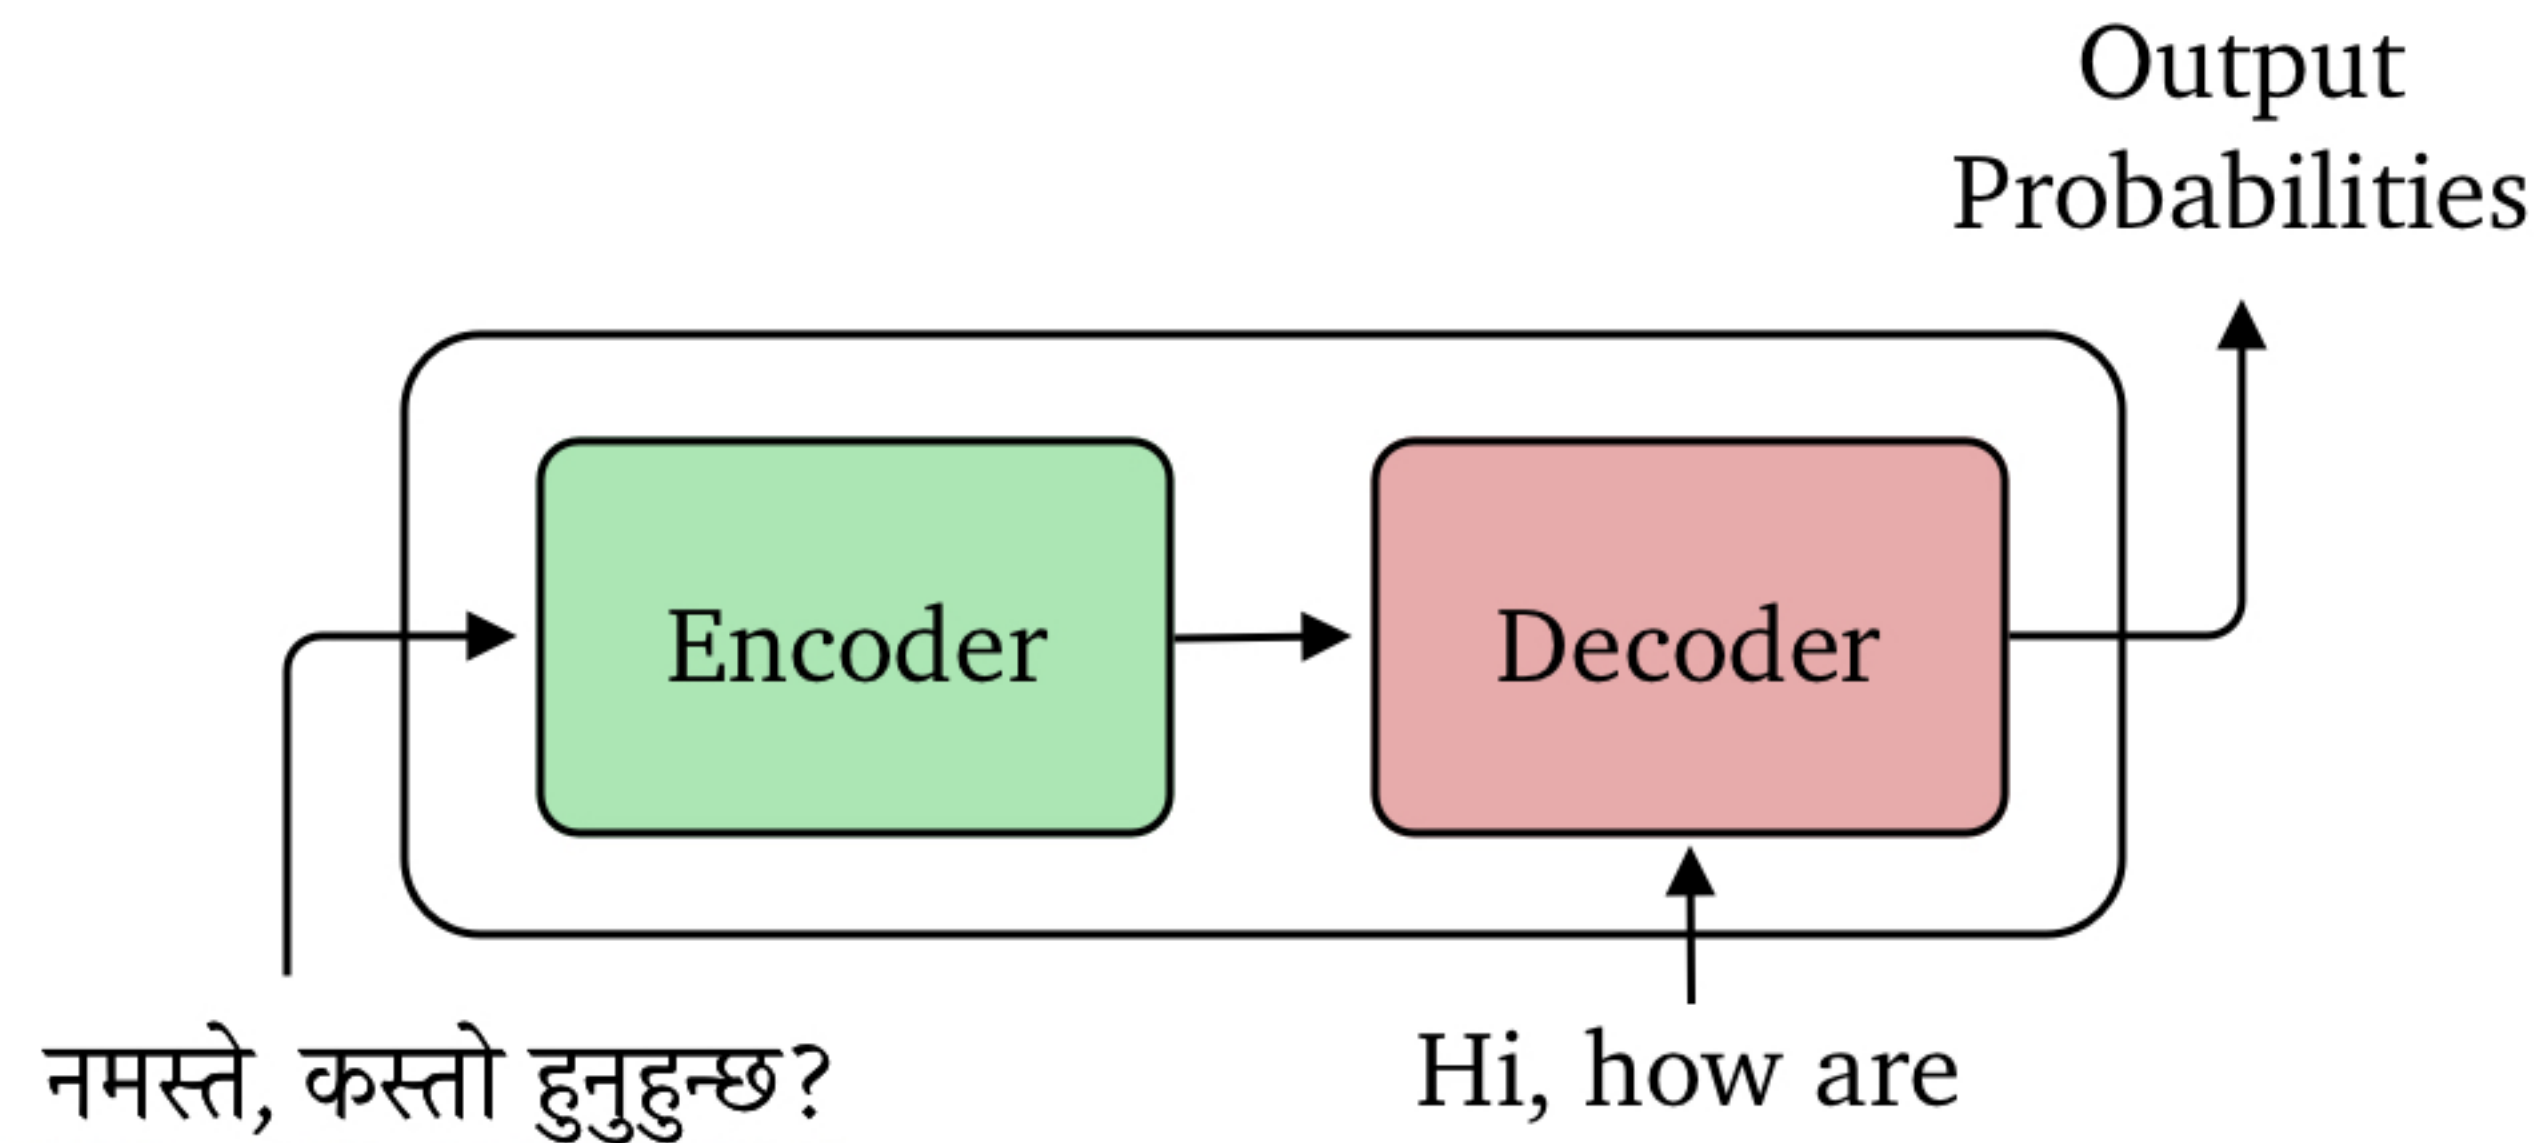 Output
Probabilities
Encoder
Decoder
नमस्ते, कस्तो हुनुहुन्छ?
Hi, how are